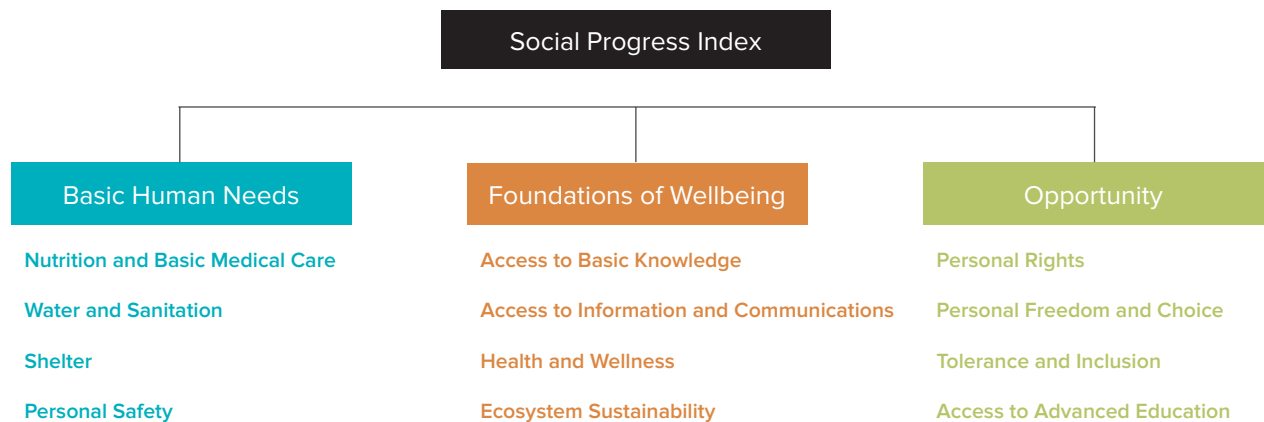 Social Progress Index
Basic Human Needs
Nutrition and Basic Medical Care
Water and Sanitation
Shelter
Personal Safety
Foundations of Wellbeing
Access to Basic Knowledge
Access to Information and Communications
Health and Wellness
Ecosystem Sustainability
Opportunity
Personal Rights
Personal Freedom and Choice
Tolerance and Inclusion
Access to Advanced Education